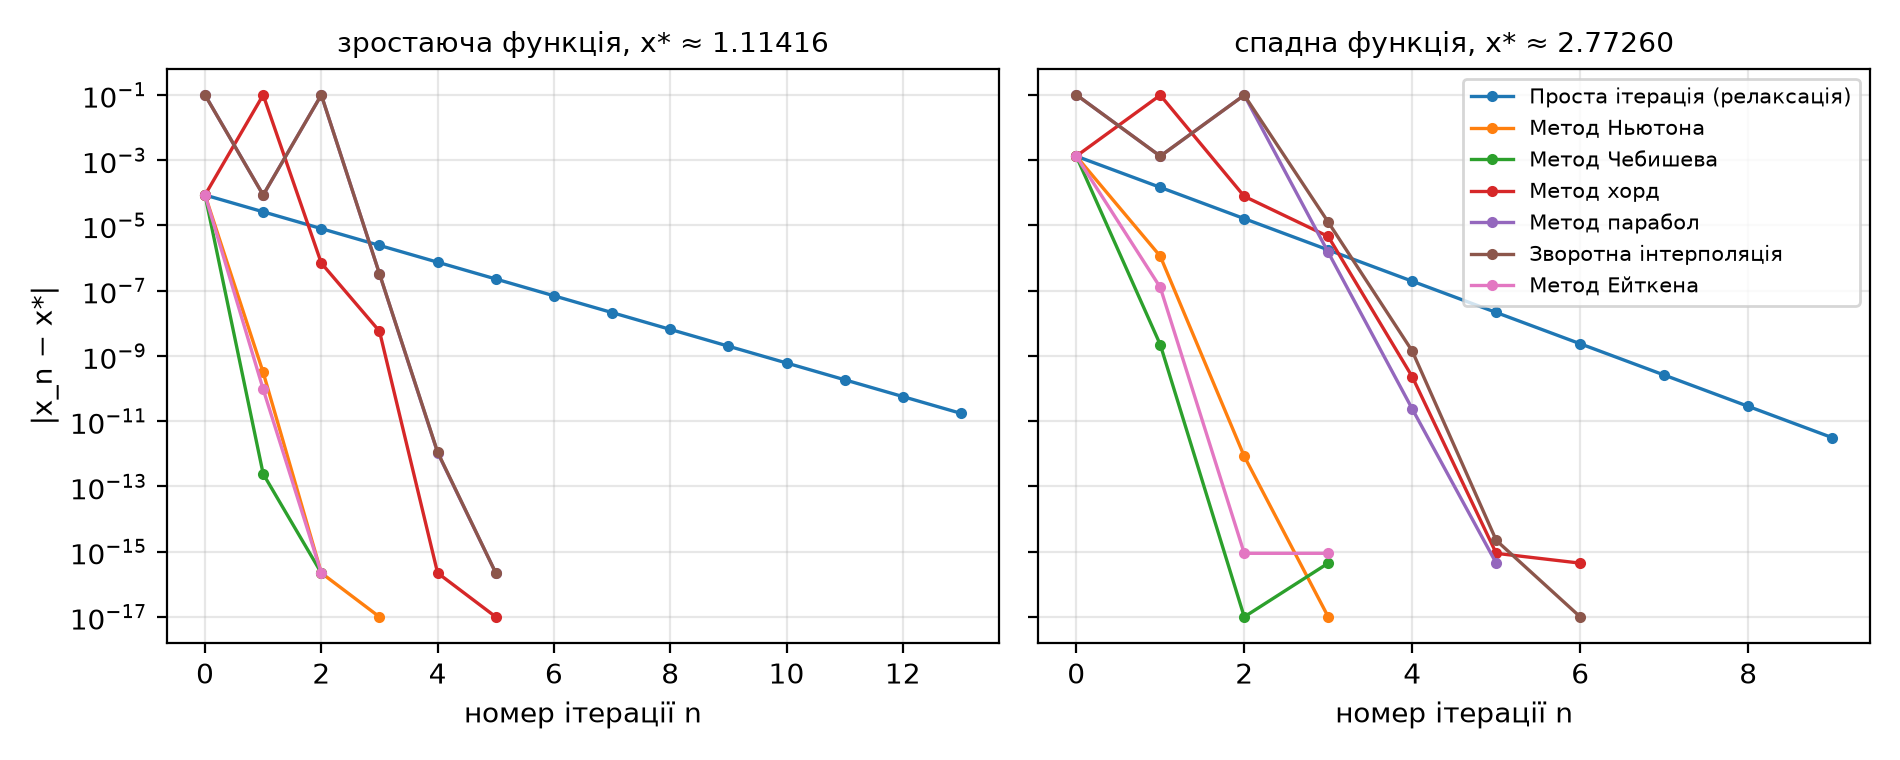 зростаюча функція, x* ≈ 1.11416
спадна функція, x* ≈ 2.77260
|x_n − x*|
10⁻¹
10⁻³
10⁻⁵
10⁻⁷
10⁻⁹
10⁻¹¹
10⁻¹³
10⁻¹⁵
10⁻¹⁷
Проста ітерація (релаксація)
Метод Ньютона
Метод Чебишева
Метод хорд
Метод парабол
Зворотна інтерполяція
Метод Ейткена
0 2 4 6 8 10 12
0 2 4 6 8
номер ітерації n
номер ітерації n